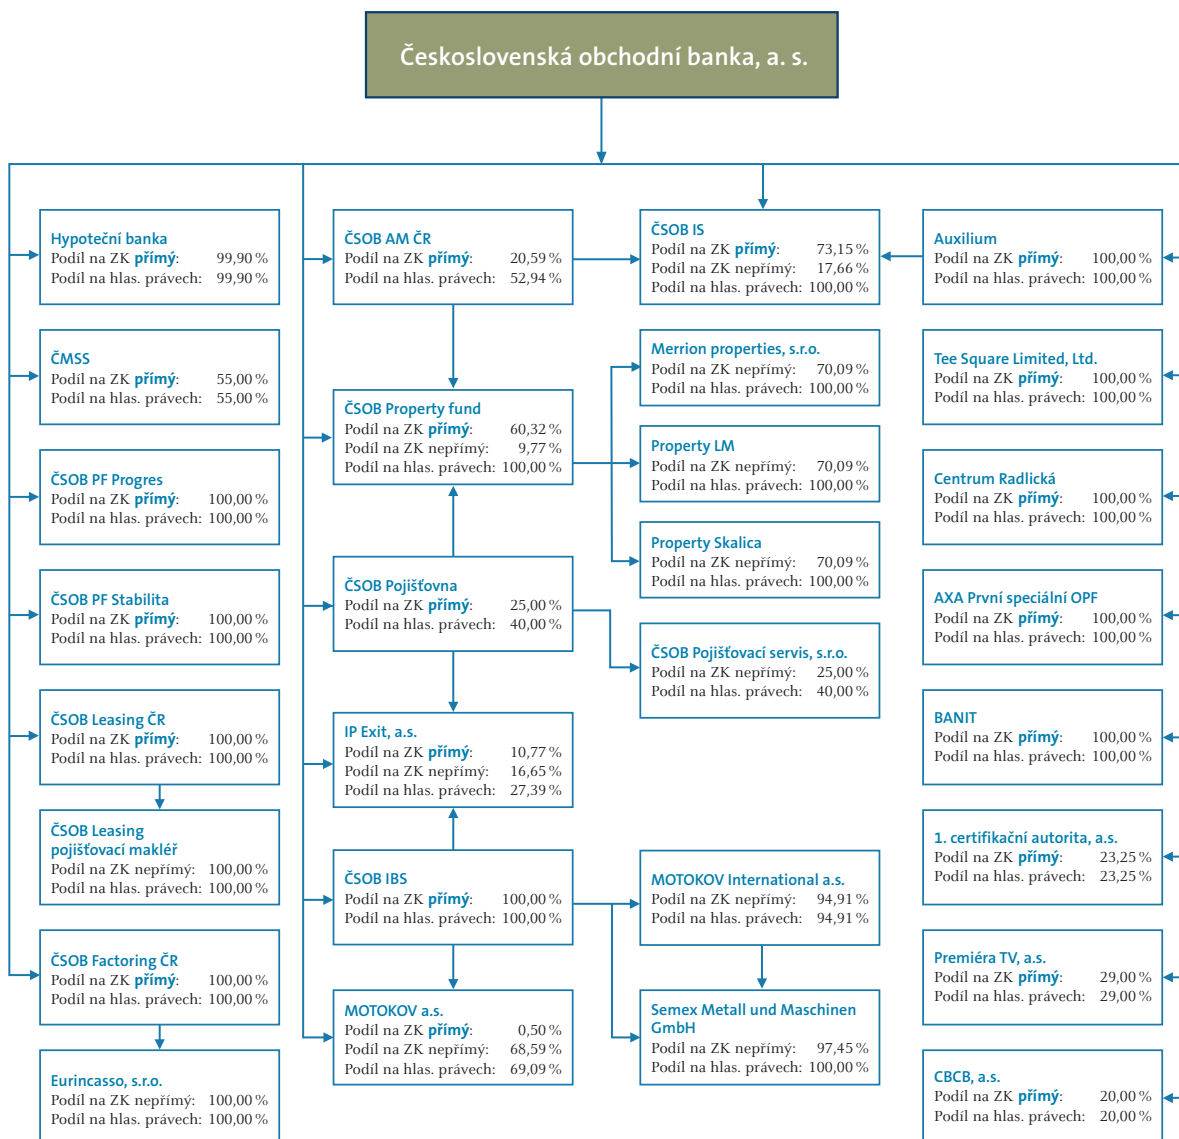 Československá obchodní banka, a. s.
Hypoteční banka
Podíl na ZK přímý: 99,90 %
Podíl na hlas. právech: 99,90 %
ČMSS
Podíl na ZK přímý: 55,00 %
Podíl na hlas. právech: 55,00 %
ČSOB PF Progres
Podíl na ZK přímý: 100,00 %
Podíl na hlas. právech: 100,00 %
ČSOB PF Stabilita
Podíl na ZK přímý: 100,00 %
Podíl na hlas. právech: 100,00 %
ČSOB Leasing ČR
Podíl na ZK přímý: 100,00 %
Podíl na hlas. právech: 100,00 %
ČSOB Leasing
pojišťovací makléř
Podíl na ZK nepřímý: 100,00 %
Podíl na hlas. právech: 100,00 %
ČSOB Factoring ČR
Podíl na ZK přímý: 100,00 %
Podíl na hlas. právech: 100,00 %
Eurincasso, s.r.o.
Podíl na ZK nepřímý: 100,00 %
Podíl na hlas. právech: 100,00 %
ČSOB AM ČR
Podíl na ZK přímý: 20,59 %
Podíl na hlas. právech: 52,94 %
ČSOB Property fund
Podíl na ZK přímý: 60,32 %
Podíl na ZK nepřímý: 9,77 %
Podíl na hlas. právech: 100,00 %
ČSOB Pojišťovna
Podíl na ZK přímý: 25,00 %
Podíl na hlas. právech: 40,00 %
IP Exit, a.s.
Podíl na ZK přímý: 10,77 %
Podíl na ZK nepřímý: 16,65 %
Podíl na hlas. právech: 27,39 %
ČSOB IBS
Podíl na ZK přímý: 100,00 %
Podíl na hlas. právech: 100,00 %
MOTOKOV a.s.
Podíl na ZK přímý: 0,50 %
Podíl na ZK nepřímý: 68,59 %
Podíl na hlas. právech: 69,09 %
ČSOB IS
Podíl na ZK přímý: 73,15 %
Podíl na ZK nepřímý: 17,66 %
Podíl na hlas. právech: 100,00 %
Merrion properties, s.r.o.
Podíl na ZK nepřímý: 70,09 %
Podíl na hlas. právech: 100,00 %
Property LM
Podíl na ZK nepřímý: 70,09 %
Podíl na hlas. právech: 100,00 %
Property Skalica
Podíl na ZK nepřímý: 70,09 %
Podíl na hlas. právech: 100,00 %
ČSOB Pojišťovací servis, s.r.o.
Podíl na ZK nepřímý: 25,00 %
Podíl na hlas. právech: 40,00 %
MOTOKOV International a.s.
Podíl na ZK nepřímý: 94,91 %
Podíl na hlas. právech: 94,91 %
Semex Metall und Maschinen
GmbH
Podíl na ZK nepřímý: 97,45 %
Podíl na hlas. právech: 100,00 %
Auxilium
Podíl na ZK přímý: 100,00 %
Podíl na hlas. právech: 100,00 %
Tee Square Limited, Ltd.
Podíl na ZK přímý: 100,00 %
Podíl na hlas. právech: 100,00 %
Centrum Radlická
Podíl na ZK přímý: 100,00 %
Podíl na hlas. právech: 100,00 %
AXA První speciální OPF
Podíl na ZK přímý: 100,00 %
Podíl na hlas. právech: 100,00 %
BANIT
Podíl na ZK přímý: 100,00 %
Podíl na hlas. právech: 100,00 %
1. certifikační autorita, a.s.
Podíl na ZK přímý: 23,25 %
Podíl na hlas. právech: 23,25 %
Premiéra TV, a.s.
Podíl na ZK přímý: 29,00 %
Podíl na hlas. právech: 29,00 %
CBCB, a.s.
Podíl na ZK přímý: 20,00 %
Podíl na hlas. právech: 20,00 %